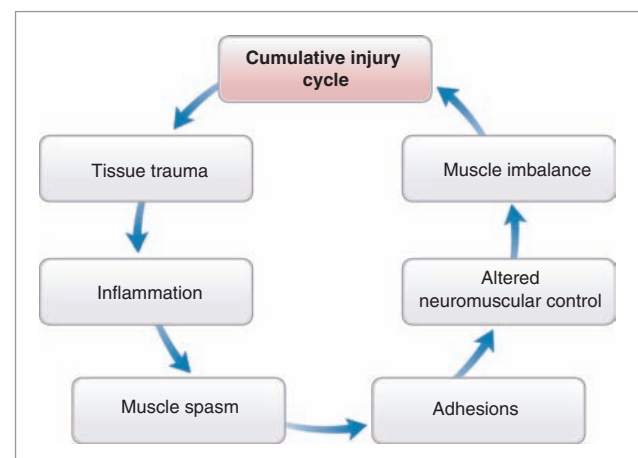 Cumulative injury
cycle
Tissue trauma
Muscle imbalance
Inflammation
Altered
neuromuscular control
Muscle spasm
Adhesions